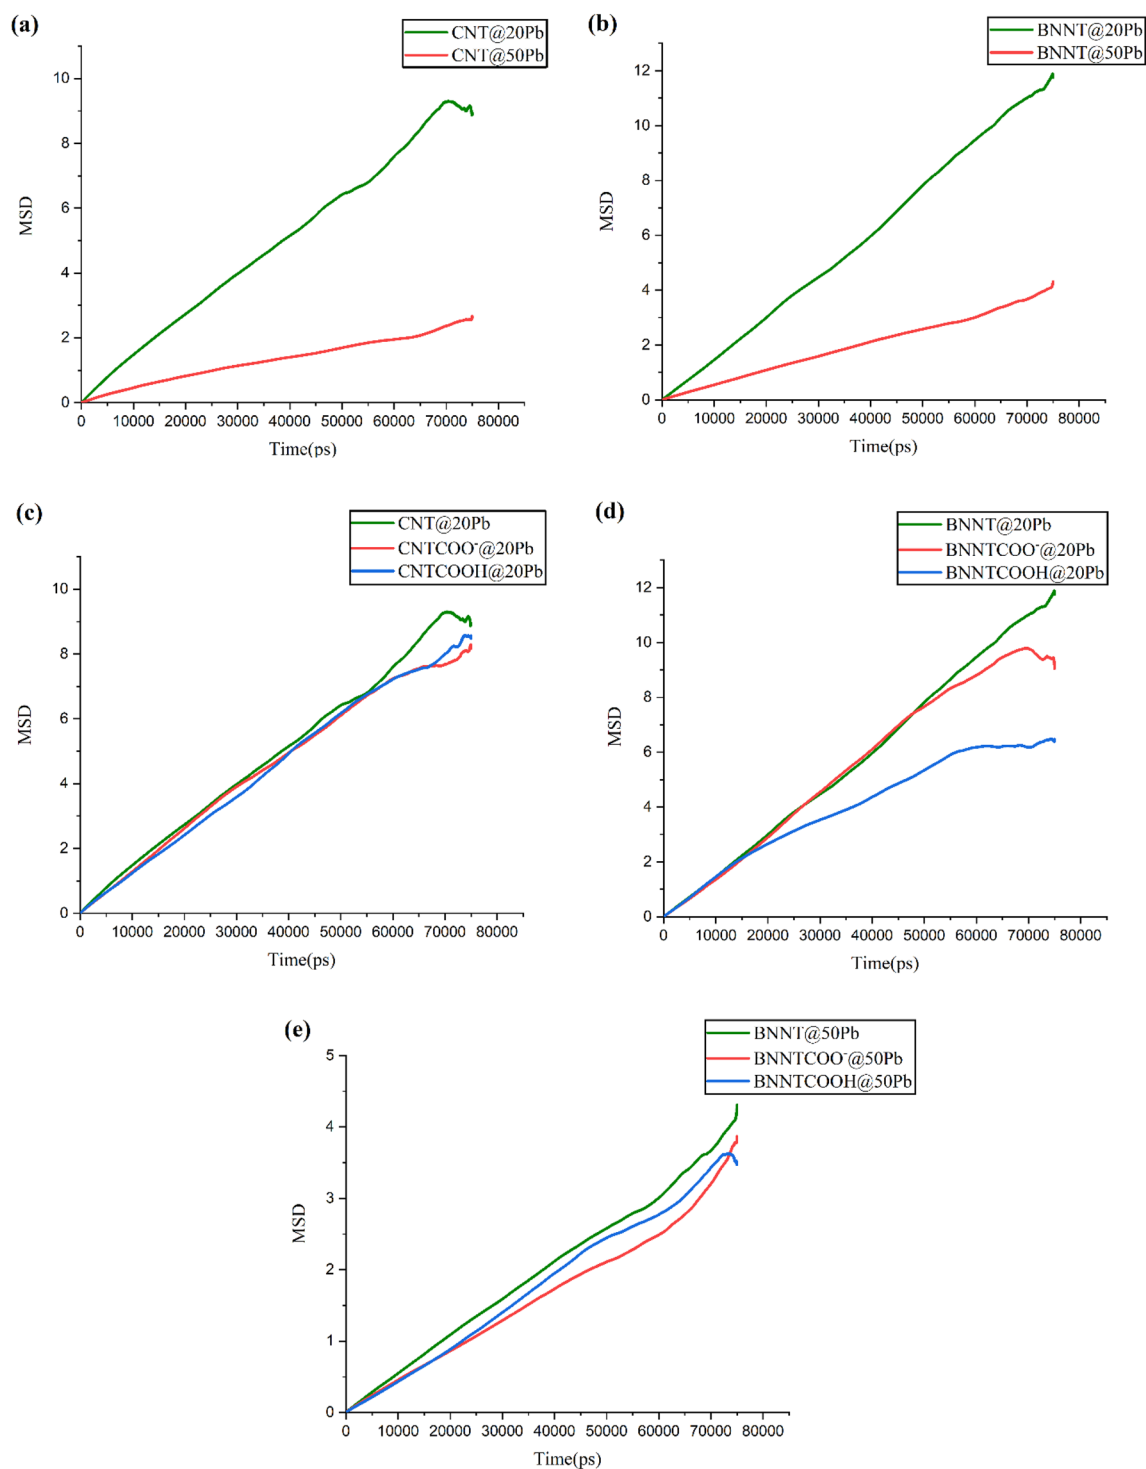 (a)
CNT@20Pb
CNT@50Pb
10
8
6
4
2
0
MSD
0 10000 20000 30000 40000 50000 60000 70000 80000
Time(ps)
(b)
BNNT@20Pb
BNNT@50Pb
12
10
8
6
4
2
0
MSD
0 10000 20000 30000 40000 50000 60000 70000 80000
Time(ps)
(c)
CNT@20Pb
CNTCOO⁻@20Pb
CNTCOOH@20Pb
10
8
6
4
2
0
MSD
0 10000 20000 30000 40000 50000 60000 70000 80000
Time(ps)
(d)
BNNT@20Pb
BNNTCOO⁻@20Pb
BNNTCOOH@20Pb
12
10
8
6
4
2
0
MSD
0 10000 20000 30000 40000 50000 60000 70000 80000
Time(ps)
(e)
BNNT@50Pb
BNNTCOO⁻@50Pb
BNNTCOOH@50Pb
5
4
3
2
1
0
MSD
0 10000 20000 30000 40000 50000 60000 70000 80000
Time(ps)